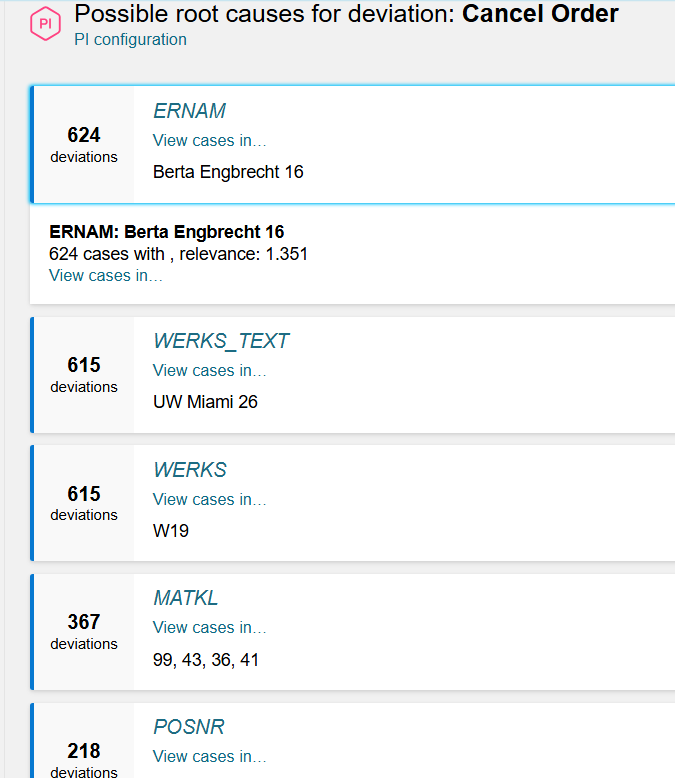 PI
Possible root causes for deviation: Cancel Order
PI configuration
624
deviations
ERNAM
View cases in…
Berta Engbrecht 16
ERNAM: Berta Engbrecht 16
624 cases with , relevance: 1.351
View cases in…
615
deviations
WERKS_TEXT
View cases in…
UW Miami 26
615
deviations
WERKS
View cases in…
W19
367
deviations
MATKL
View cases in…
99, 43, 36, 41
218
deviations
POSNR
View cases in…